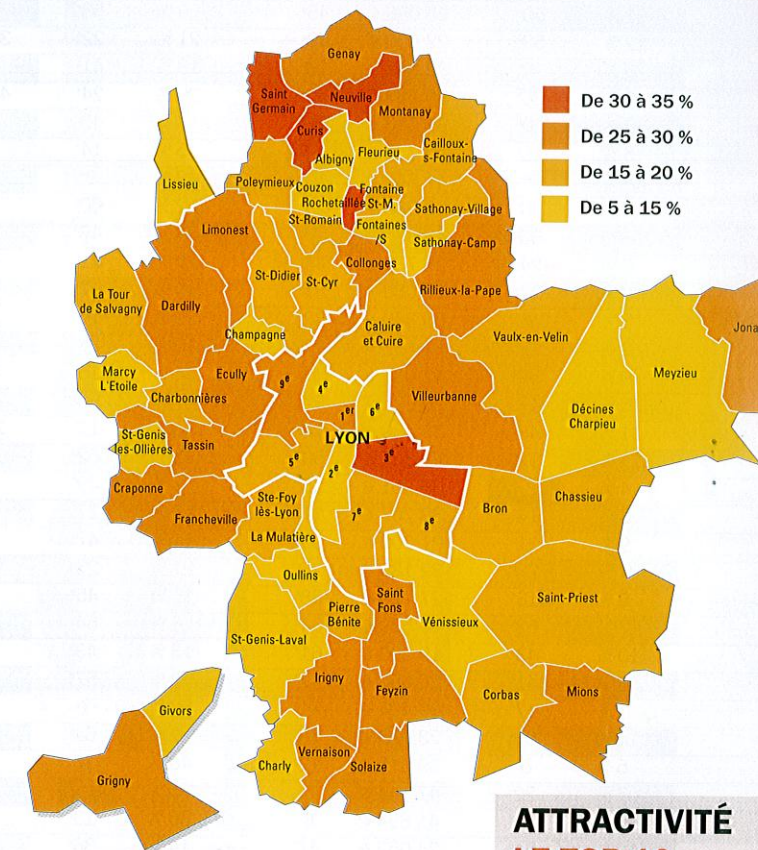 Genay
Saint
Germain
Neuville
Montanay
Curis
Albigny
Fleurieu
Cailloux-
s-Fontaine
Lissieu
Poleymieux
Couzon
Rochetaillée
Fontaine
St-M.
St-Romain
Fontaines
/S
Sathonay-Village
Sathonay-Camp
Limonest
Collonges
St-Didier
St-Cyr
Rillieux-la-Pape
La Tour
de Salvagny
Dardilly
Champagne
Caluire
et Cuire
Vaulx-en-Velin
Jona
Marcy
L'Etoile
Ecully
Charbonnières
9e
4e
1er
6e
Villeurbanne
Meyzieu
Décines
Charpieu
St-Genis
les-Ollières
Tassin
LYON
3e
5e
2e
Craponne
Francheville
Ste-Foy
lès-Lyon
La Mulatière
7e
8e
Bron
Chassieu
Oullins
Pierre
Bénite
Saint
Fons
Vénissieux
Saint-Priest
St-Genis-Laval
Irigny
Feyzin
Corbas
Mions
Givors
Grigny
Charly
Vernaison
Solaize
De 30 à 35 %
De 25 à 30 %
De 15 à 20 %
De 5 à 15 %
ATTRACTIVITÉ